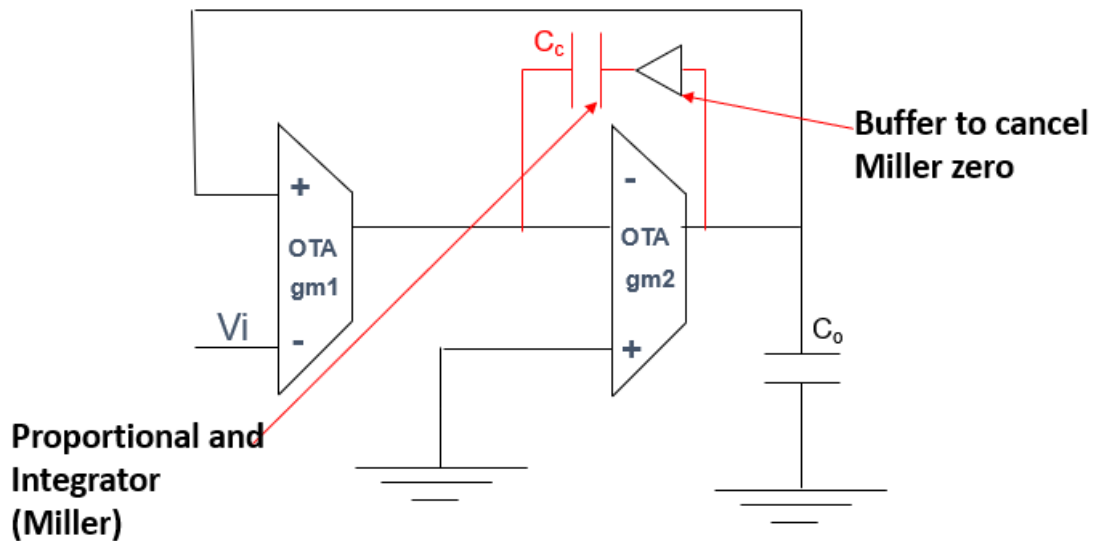 Cc
Buffer to cancel
Miller zero
+
OTA
gm1
Vi
-
-
OTA
gm2
+
Co
Proportional and
Integrator
(Miller)